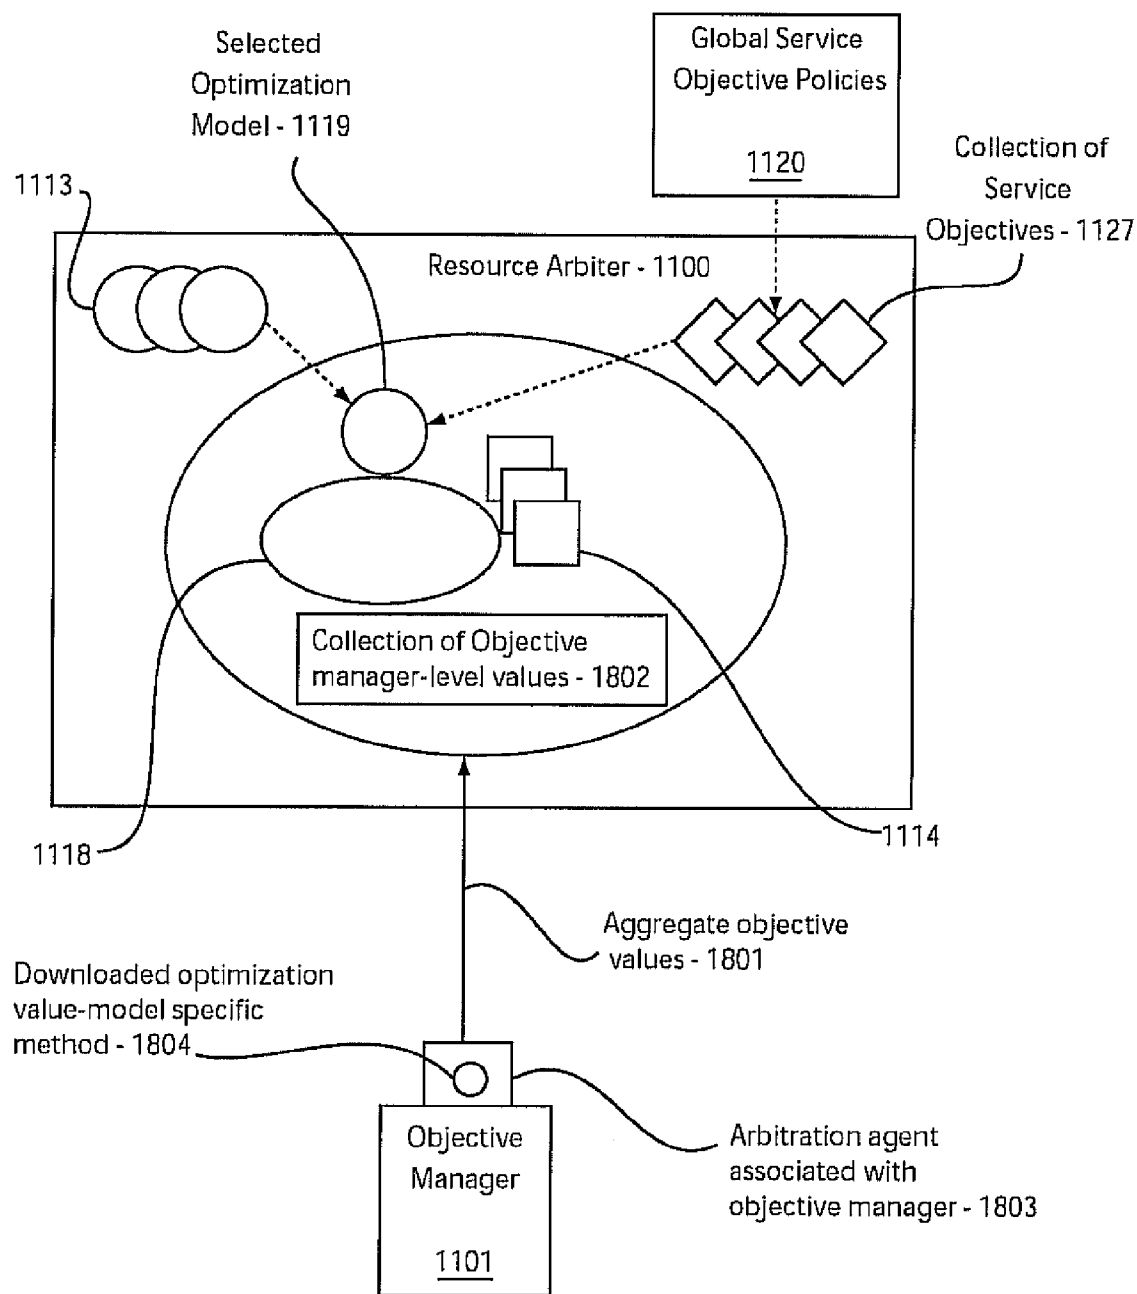 Selected
Optimization
Model - 1119
Global Service
Objective Policies
1120
Collection of
Service
Objectives - 1127
1113
Resource Arbiter - 1100
Collection of Objective
manager-level values - 1802
1118
1114
Aggregate objective
values - 1801
Downloaded optimization
value-model specific
method - 1804
Objective
Manager
1101
Arbitration agent
associated with
objective manager - 1803